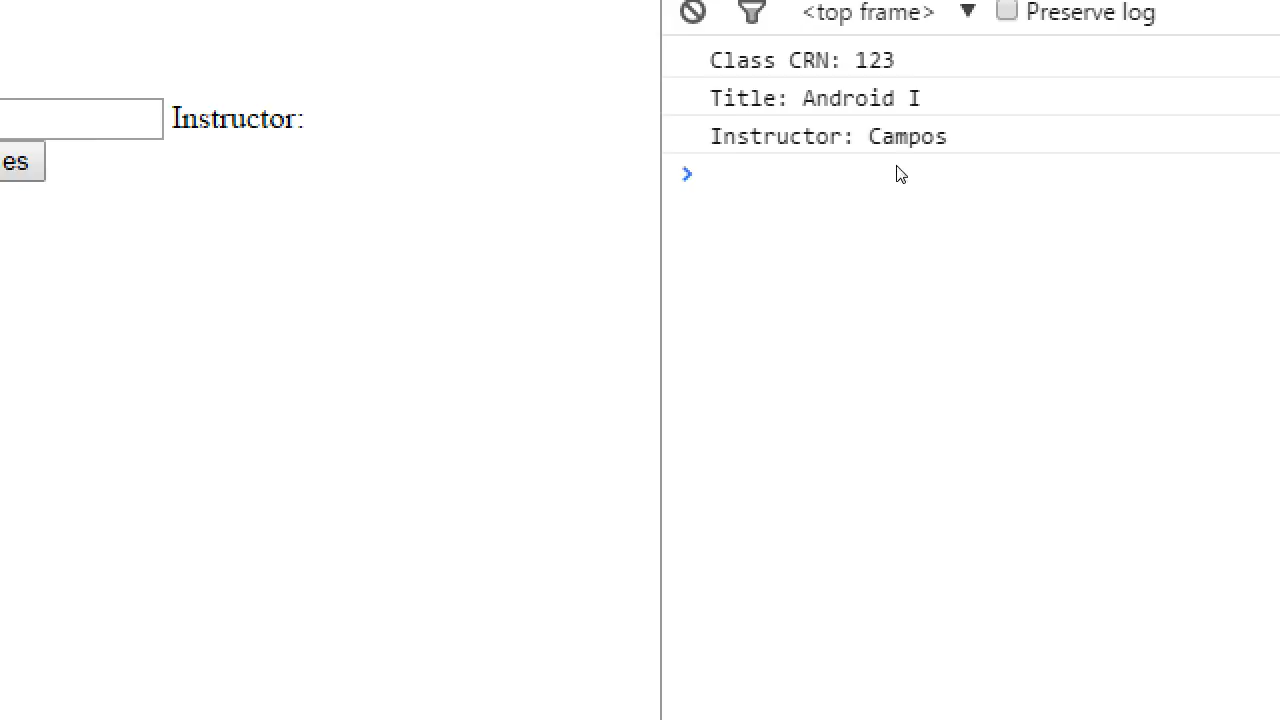 <top frame> ▼ Preserve log
Class CRN: 123
Title: Android I
Instructor: Campos
Instructor:
es